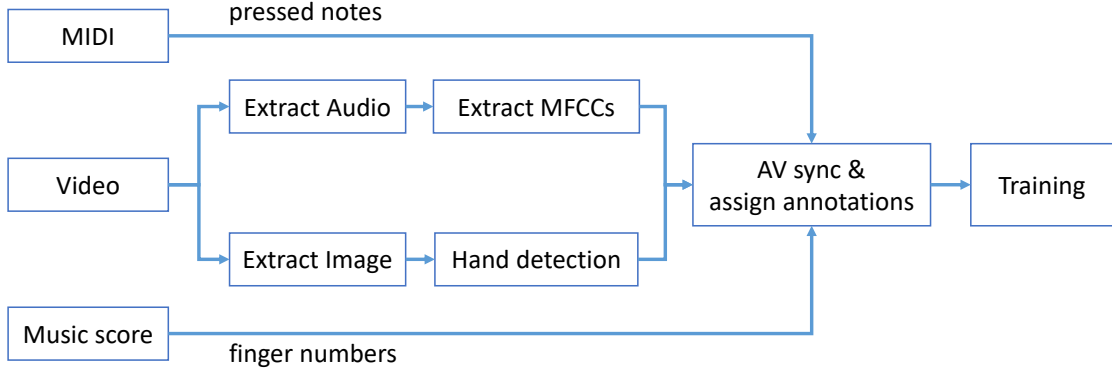 pressed notes
MIDI
Extract Audio
Extract MFCCs
Video
AV sync &
assign annotations
Training
Extract Image
Hand detection
Music score
finger numbers